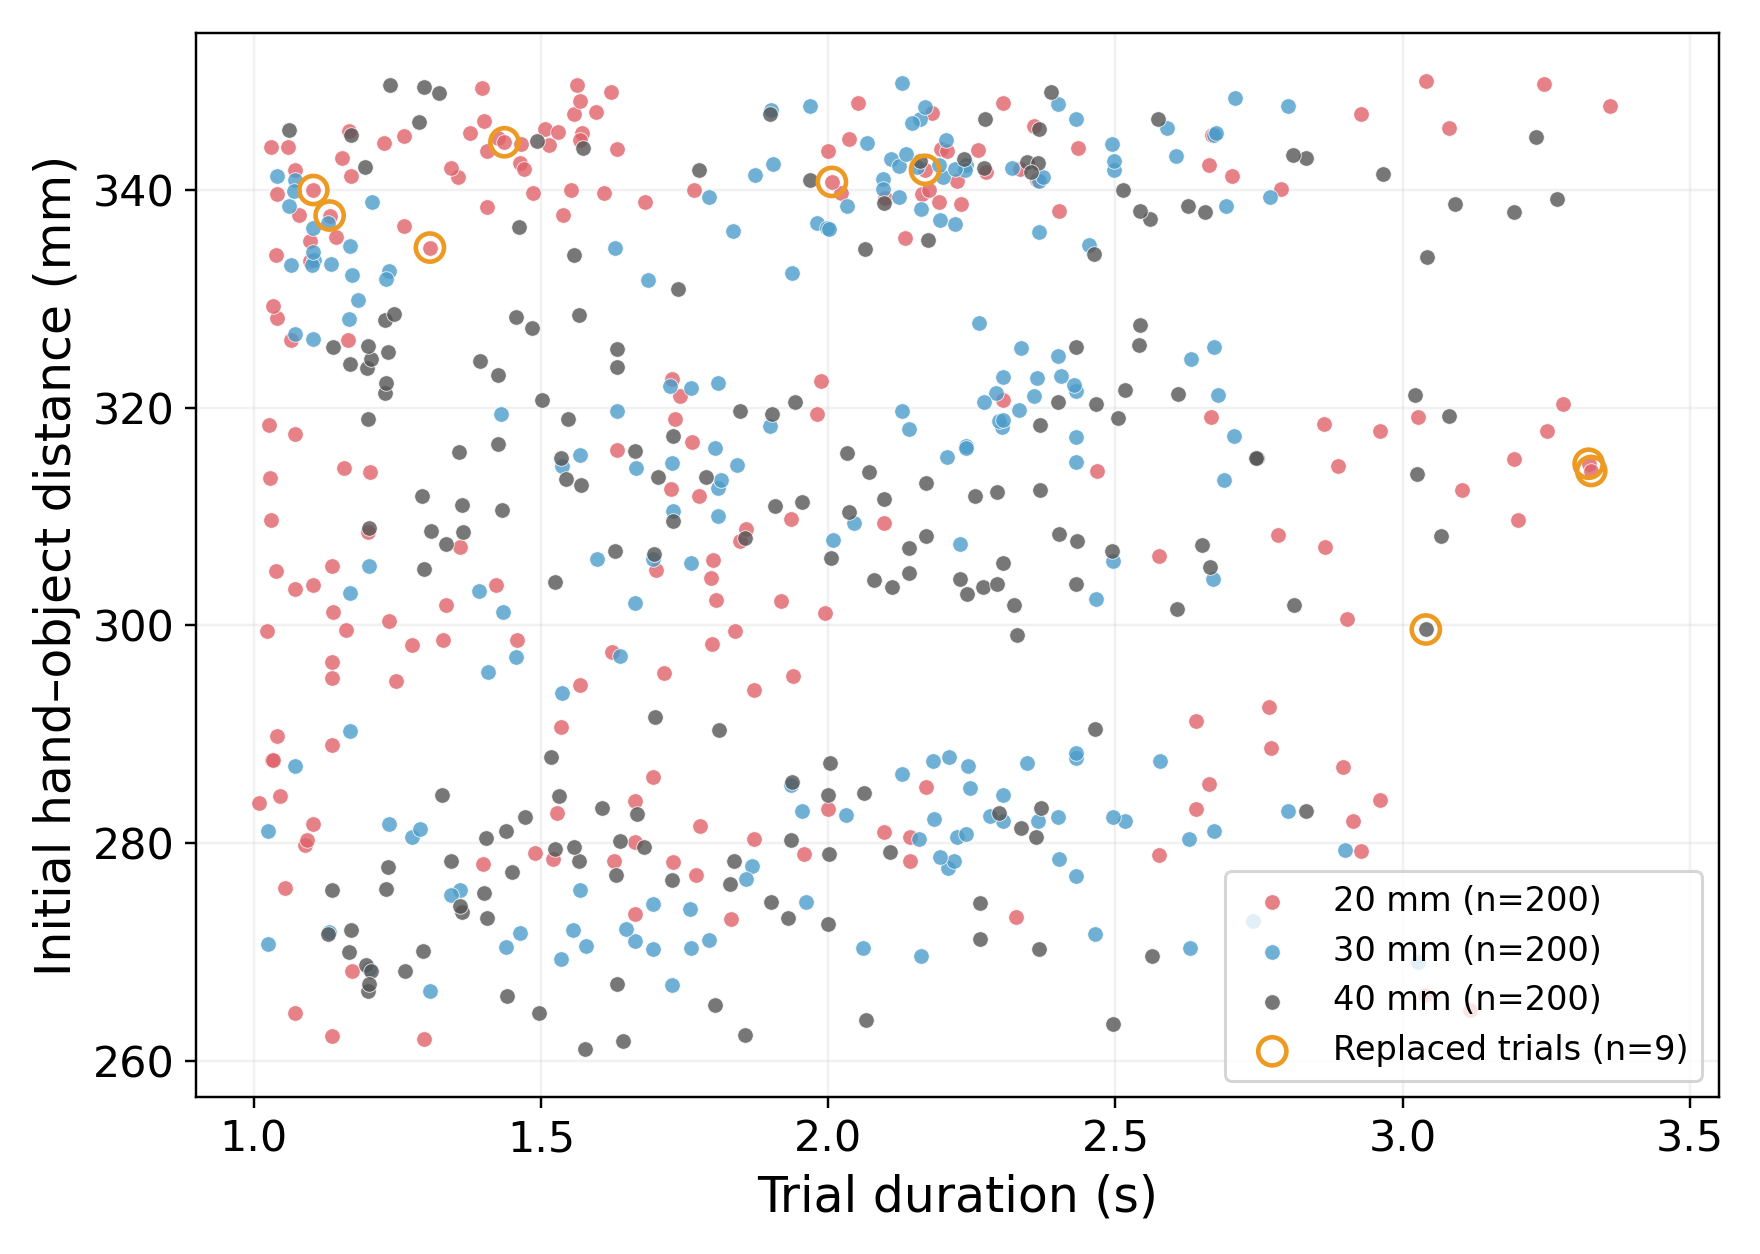 Initial hand–object distance (mm)
340
320
300
280
260
20 mm (n=200)
30 mm (n=200)
40 mm (n=200)
Replaced trials (n=9)
1.0 1.5 2.0 2.5 3.0 3.5
Trial duration (s)